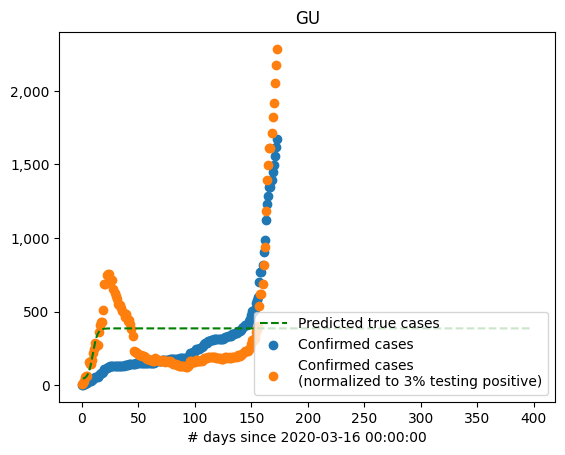 GU
2,000
1,500
1,000
500
0
Predicted true cases
Confirmed cases
Confirmed cases
(normalized to 3% testing positive)
0 50 100 150 200 250 300 350 400
# days since 2020-03-16 00:00:00